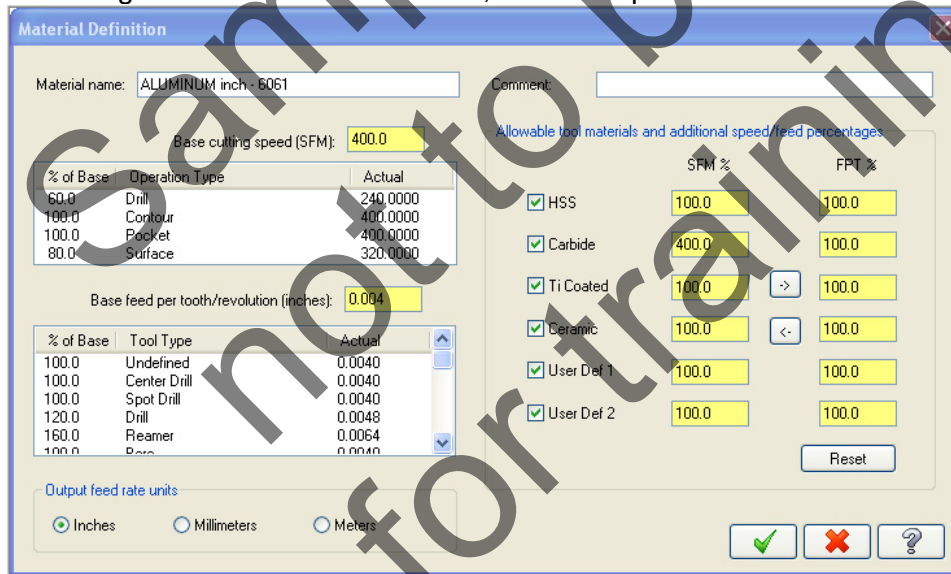 Material Definition
Material name: ALUMINUM inch - 6061
Comment:
Base cutting speed (SFM): 400.0
% of Base Operation Type Actual
60.0 Drill 240.0000
100.0 Contour 400.0000
100.0 Pocket 400.0000
80.0 Surface 320.0000
Base feed per tooth/revolution (inches): 0.004
% of Base Tool Type Actual
100.0 Undefined 0.0040
100.0 Center Drill 0.0040
100.0 Spot Drill 0.0040
120.0 Drill 0.0048
160.0 Reamer 0.0064
Output feed rate units
Inches Millimeters Meters
Allowable tool materials and additional speed/feed percentages
SFM % FPT %
HSS 100.0 100.0
Carbide 400.0 100.0
Ti Coated 100.0 -> 100.0
Ceramic 100.0 <- 100.0
User Def 1 100.0 100.0
User Def 2 100.0 100.0
Reset
not to b
for trainin